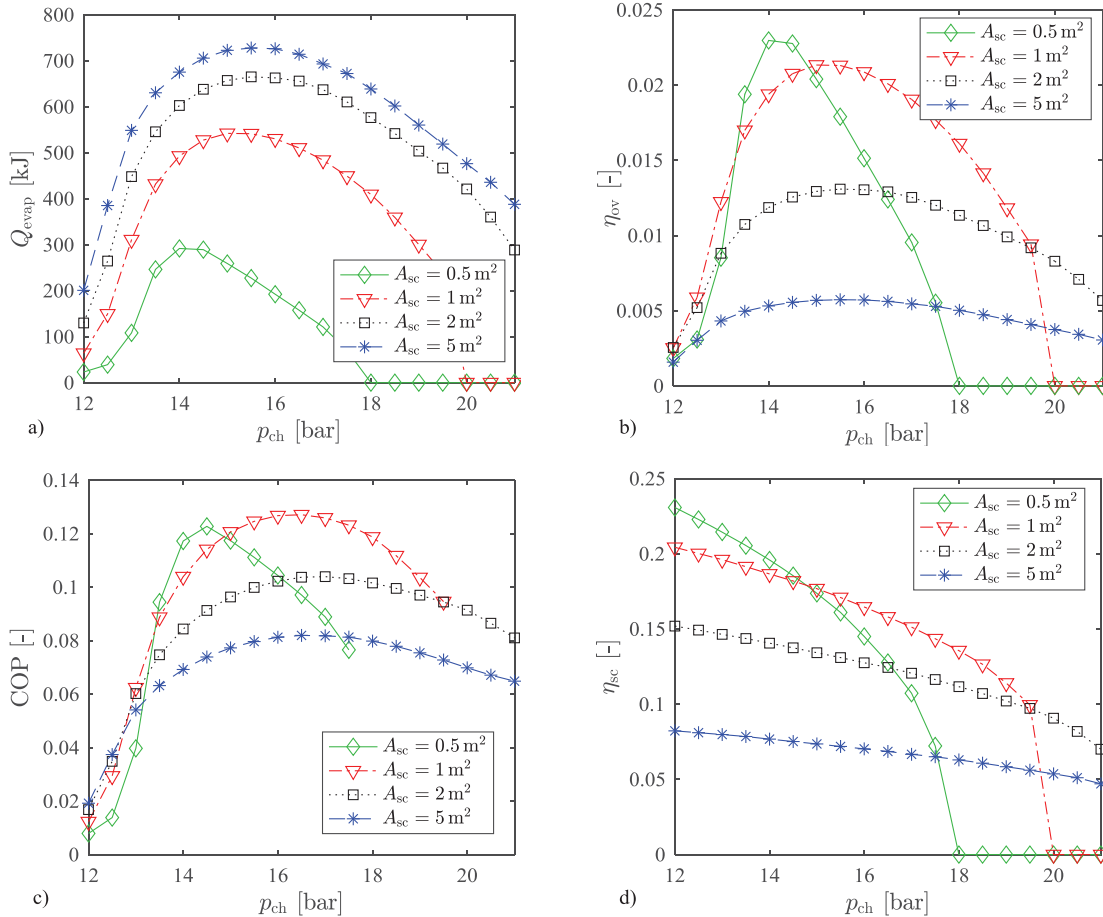 800
700
600
500
400
300
200
100
0
Q_evap [kJ]
A_sc = 0.5 m²
A_sc = 1 m²
A_sc = 2 m²
A_sc = 5 m²
12 14 16 18 20
a)
p_ch [bar]
0.025
0.02
0.015
0.01
0.005
0
η_ov [-]
A_sc = 0.5 m²
A_sc = 1 m²
A_sc = 2 m²
A_sc = 5 m²
12 14 16 18 20
b)
p_ch [bar]
0.14
0.12
0.1
0.08
0.06
0.04
0.02
0
COP [-]
A_sc = 0.5 m²
A_sc = 1 m²
A_sc = 2 m²
A_sc = 5 m²
12 14 16 18 20
c)
p_ch [bar]
0.25
0.2
0.15
0.1
0.05
0
η_sc [-]
A_sc = 0.5 m²
A_sc = 1 m²
A_sc = 2 m²
A_sc = 5 m²
12 14 16 18 20
d)
p_ch [bar]